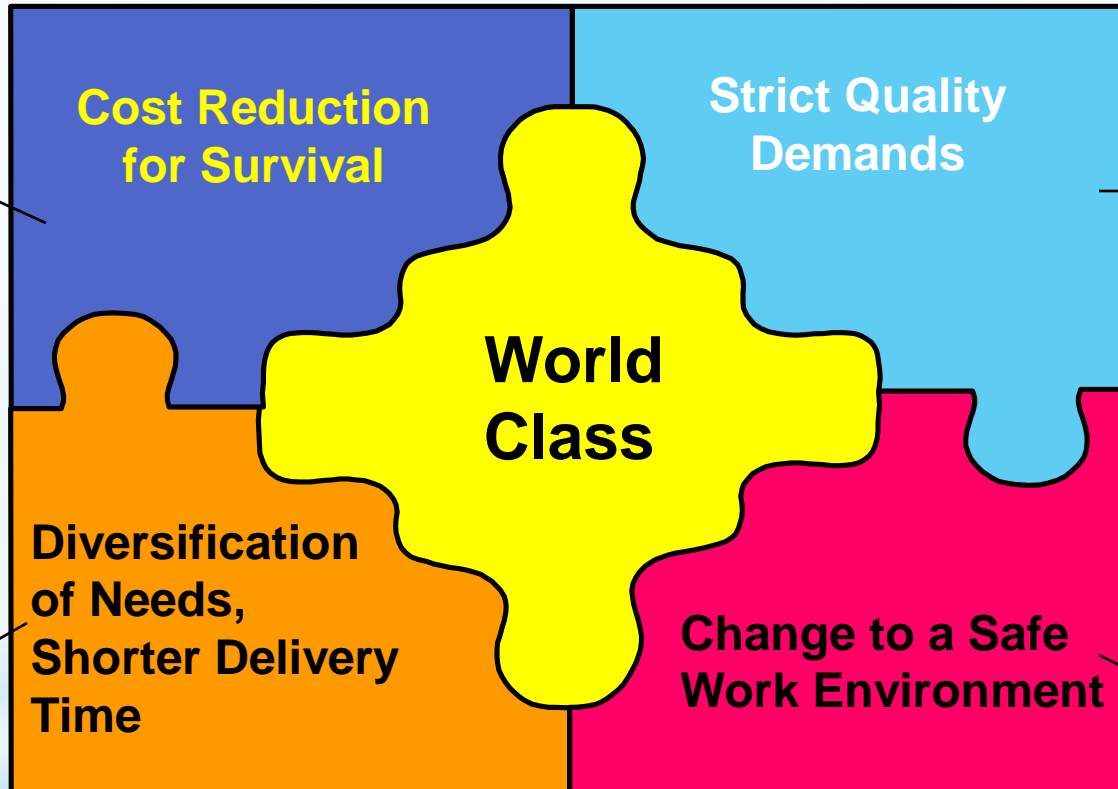 Cost Reduction
for Survival
Strict Quality
Demands
World
Class
Diversification
of Needs,
Shorter Delivery
Time
Change to a Safe
Work Environment